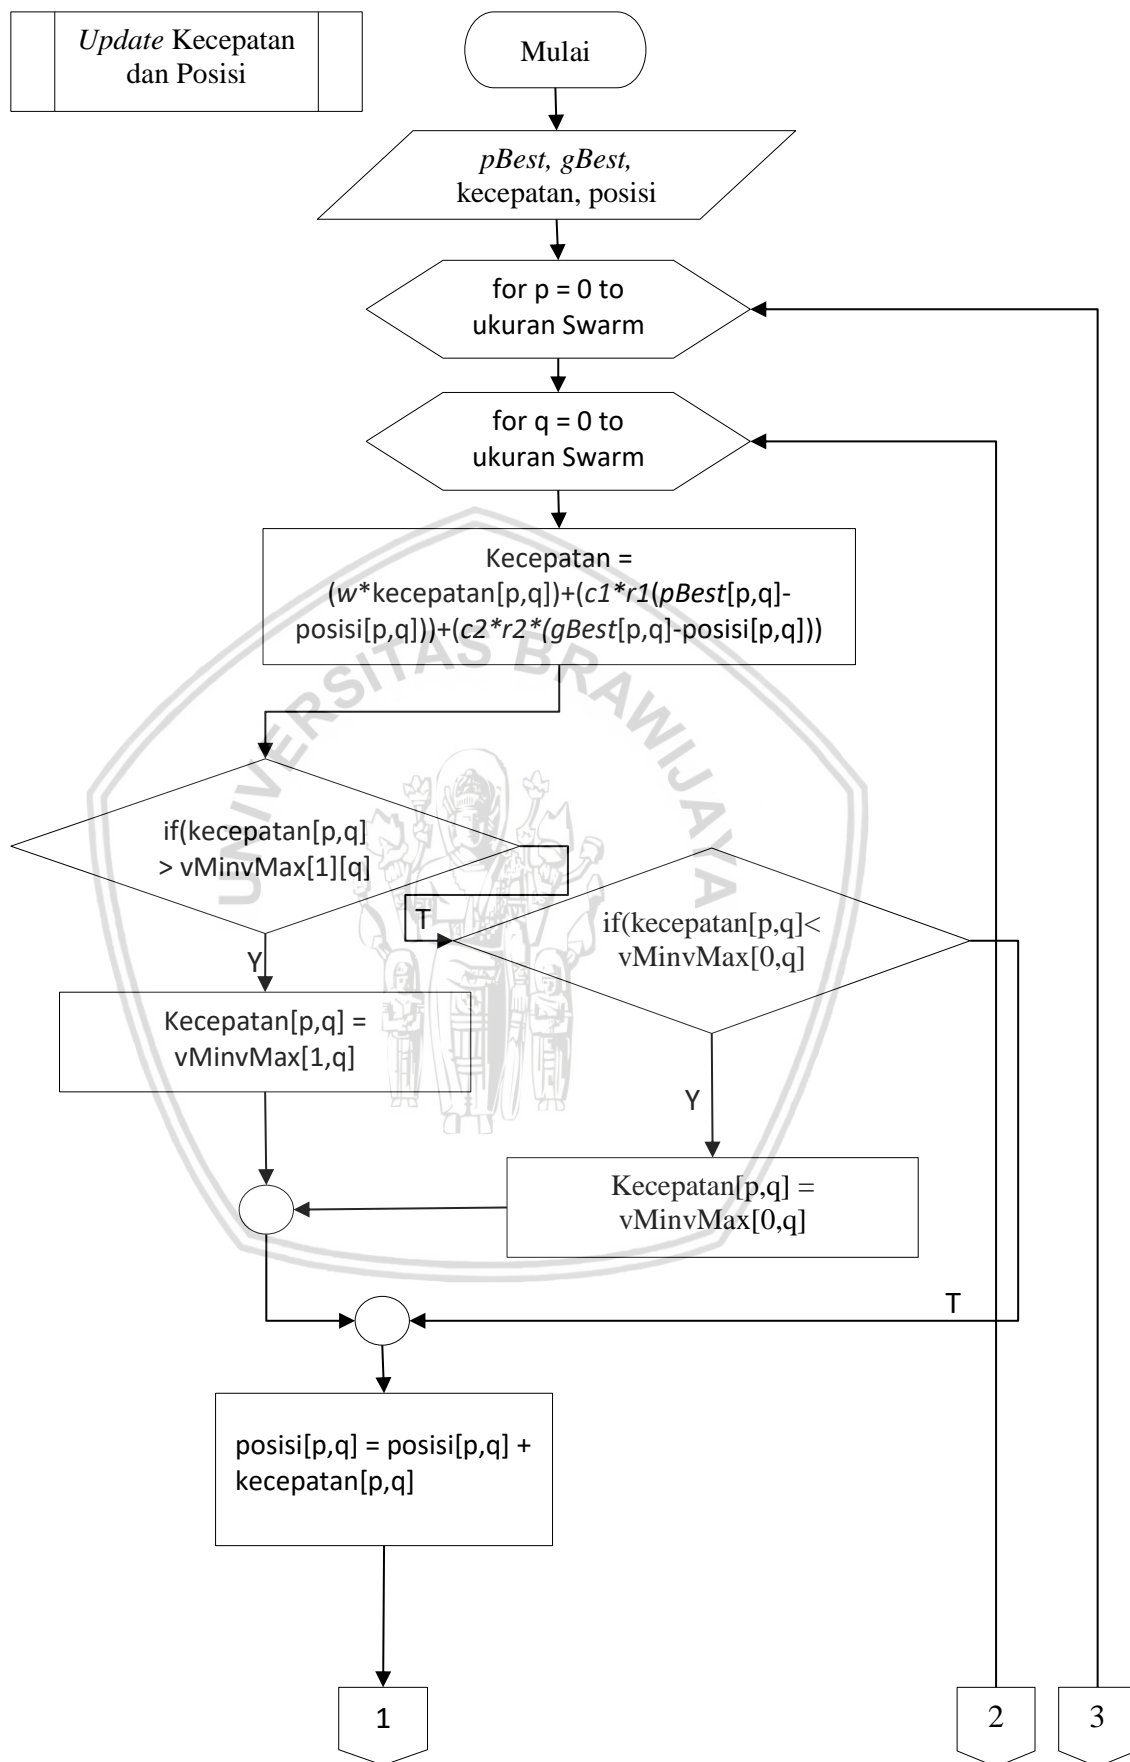 Update Kecepatan
dan Posisi
Mulai
pBest, gBest,
kecepatan, posisi
for p = 0 to
ukuran Swarm
for q = 0 to
ukuran Swarm
Kecepatan =
(w*kecepatan[p,q])+(c1*r1(pBest[p,q]-
posisi[p,q]))+(c2*r2*(gBest[p,q]-posisi[p,q]))
UNIVERSITAS BRAWIJAYA
if(kecepatan[p,q]
> vMinvMax[1][q]
T
if(kecepatan[p,q]<
vMinvMax[0,q]
Y
Kecepatan[p,q] =
vMinvMax[1,q]
Y
Kecepatan[p,q] =
vMinvMax[0,q]
T
posisi[p,q] = posisi[p,q] +
kecepatan[p,q]
1
2
3